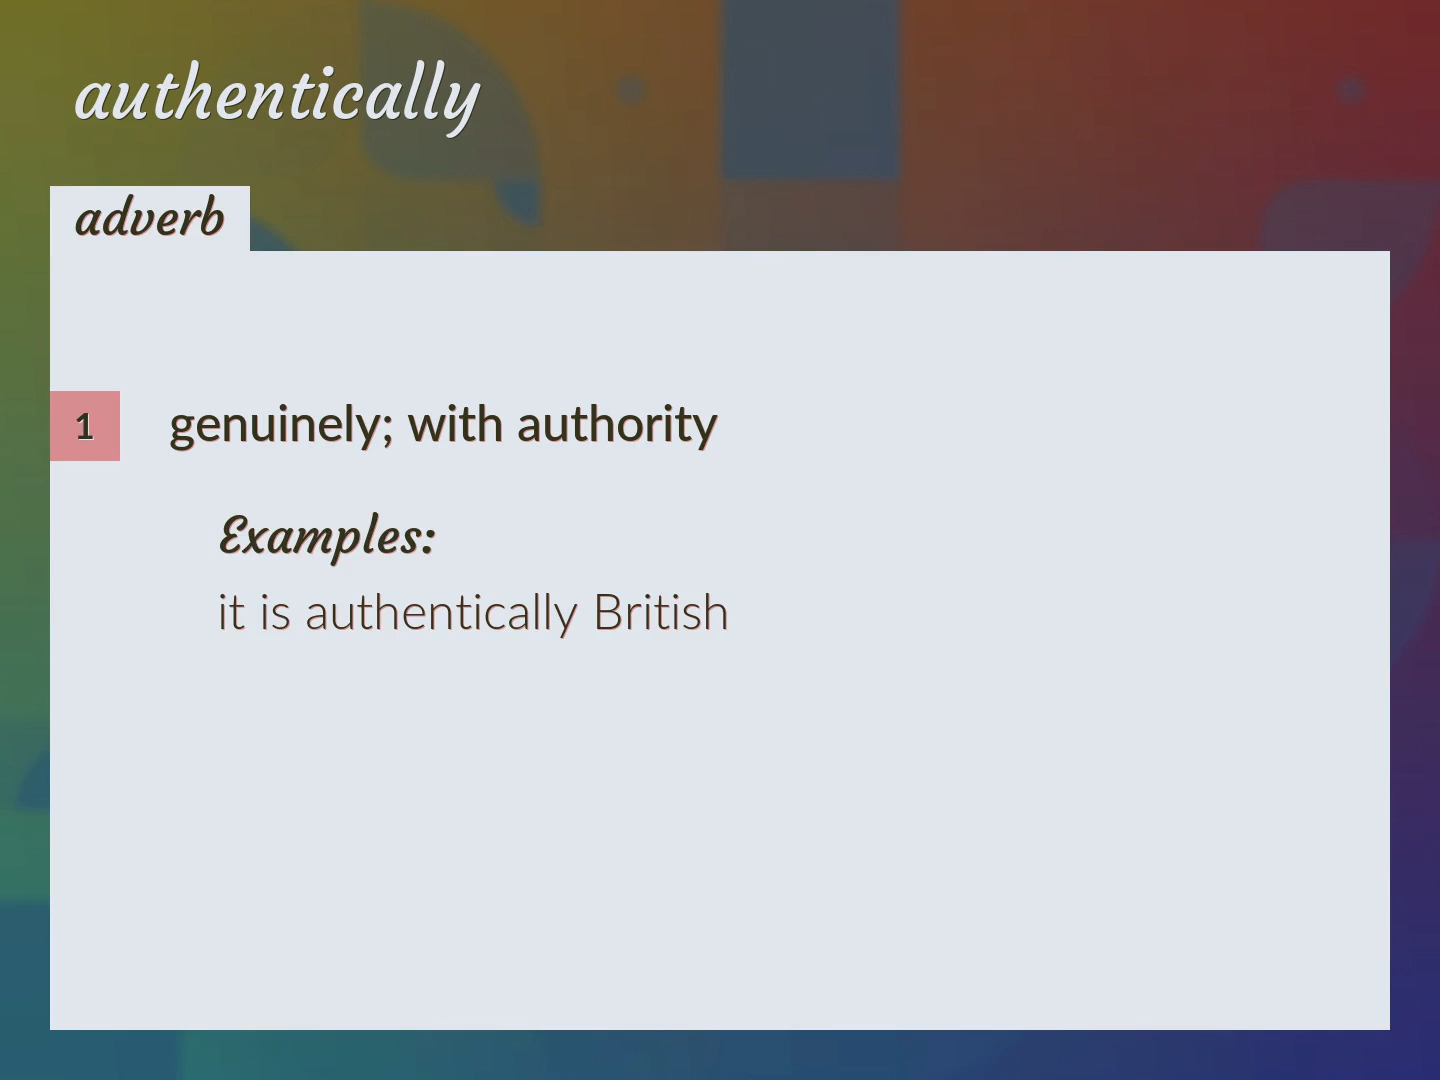 authentically
adverb
1
genuinely; with authority
Examples:
it is authentically British